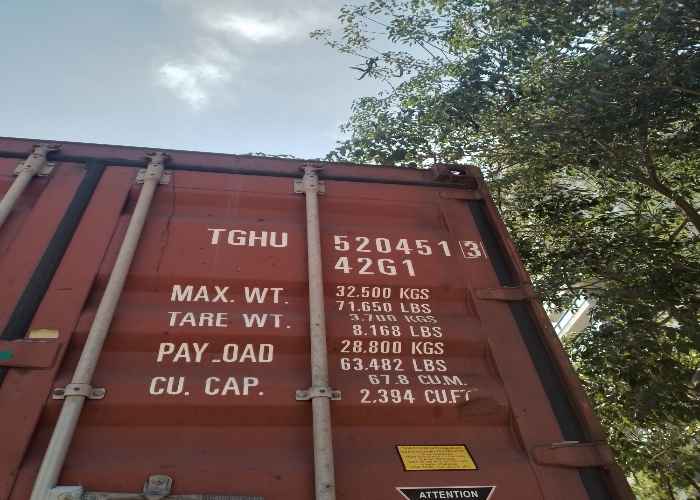 TGHU 520451 3
42G1
MAX. WT. 32.500 KGS
71.650 LBS
TARE WT. 3.700 KGS
8.168 LBS
PAY_OAD 28.800 KGS
63.482 LBS
CU. CAP. 67.8 CU.M.
2.394 CU.FT
ATTENTION